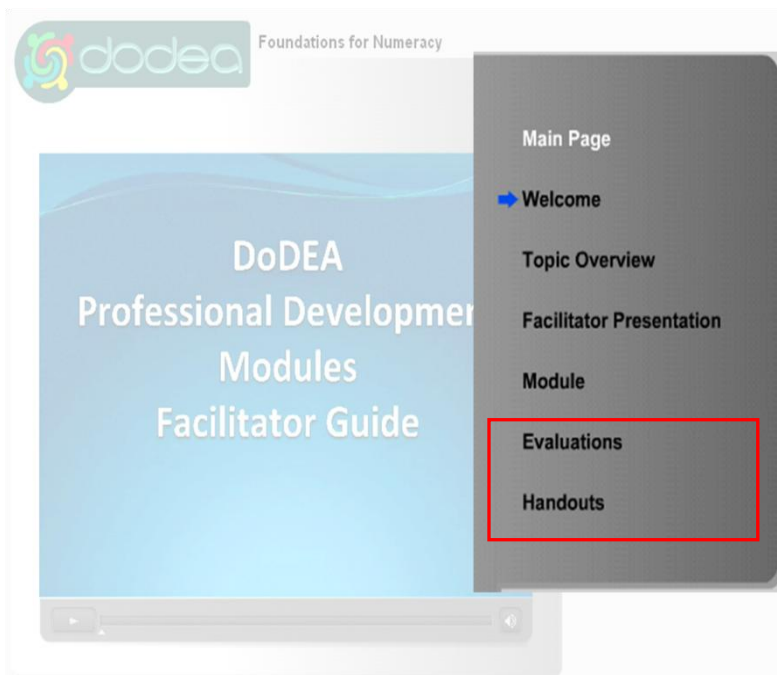 dodea
Foundations for Numeracy
DoDEA
Professional Developmen
Modules
Facilitator Guide
Main Page
Welcome
Topic Overview
Facilitator Presentation
Module
Evaluations
Handouts